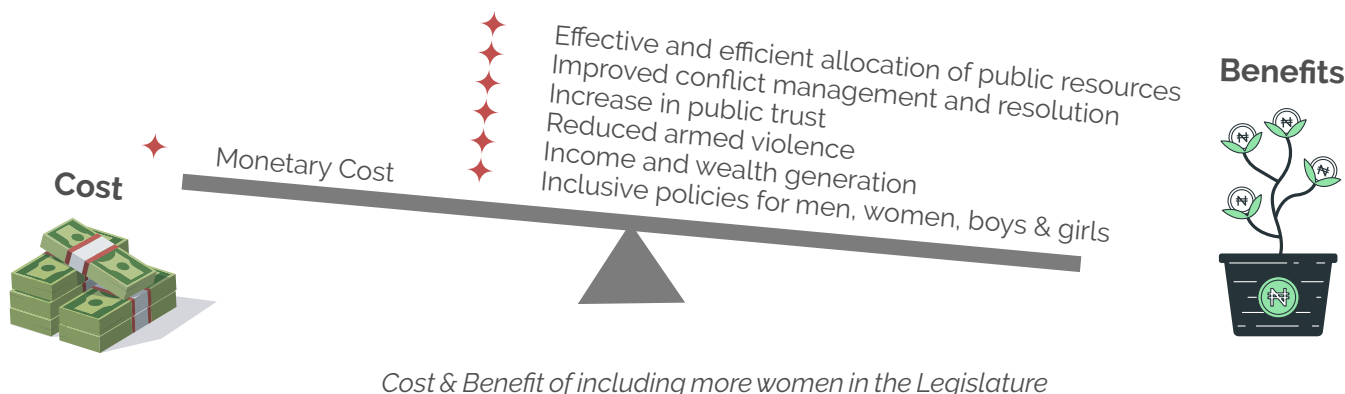 Effective and efficient allocation of public resources
Improved conflict management and resolution
Increase in public trust
Reduced armed violence
Income and wealth generation
Inclusive policies for men, women, boys & girls
Benefits
Monetary Cost
Cost
₦
₦
₦
₦
₦
Cost & Benefit of including more women in the Legislature